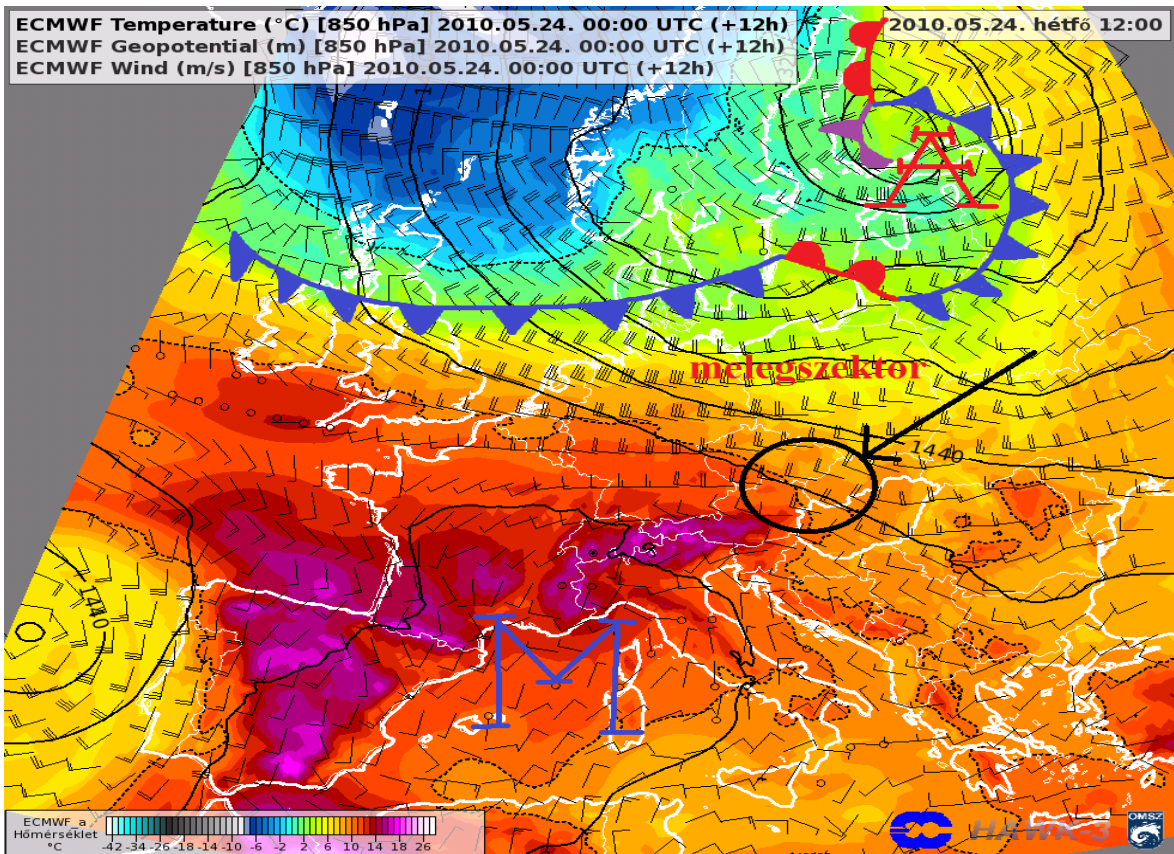 ECMWF Temperature (°C) [850 hPa] 2010.05.24. 00:00 UTC (+12h)
ECMWF Geopotential (m) [850 hPa] 2010.05.24. 00:00 UTC (+12h)
ECMWF Wind (m/s) [850 hPa] 2010.05.24. 00:00 UTC (+12h)
2010.05.24. hétfő 12:00
A
melegszektor
1440
1440
M
ECMWF_a
Hőmérséklet
°C
-42 -34 -26 -18 -14 -10 -6 -2 2 6 10 14 18 22 26
HAWK-3
OMSZ